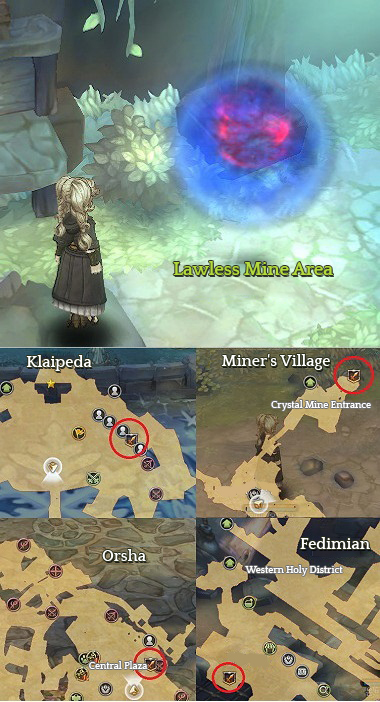 Lawless Mine Area
Klaipeda
Miner's Village
Crystal Mine Entrance
Orsha
Central Plaza
Fedimian
Western Holy District